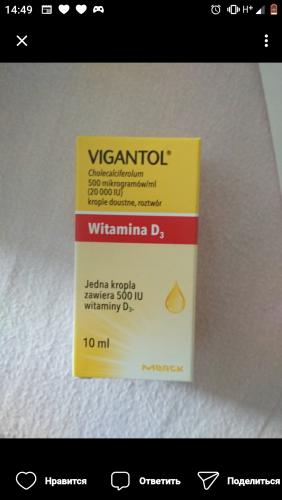 14:49
H+
VIGANTOL®
Cholecalciferolum
500 mikrogramów/ml
(20 000 IU)
krople doustne, roztwór
Witamina D₃
Jedna kropla
zawiera 500 IU
witaminy D₃.
10 ml
MERCK
Нравится
Ответить
Поделиться